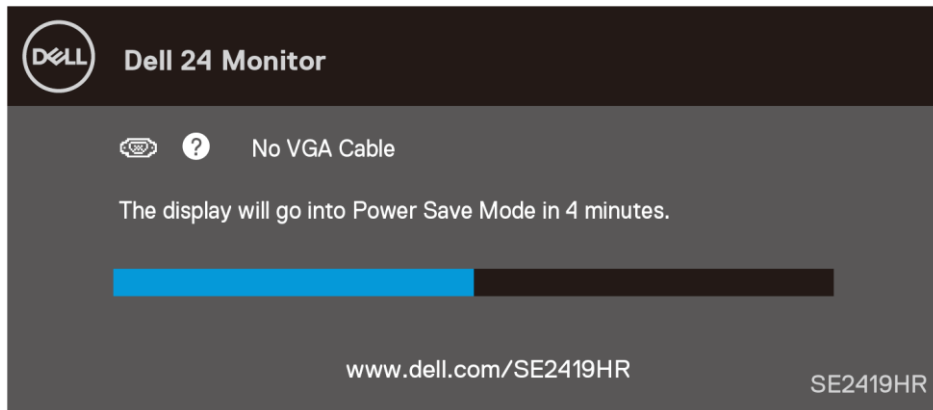 DELL
Dell 24 Monitor
? No VGA Cable
The display will go into Power Save Mode in 4 minutes.
www.dell.com/SE2419HR
SE2419HR